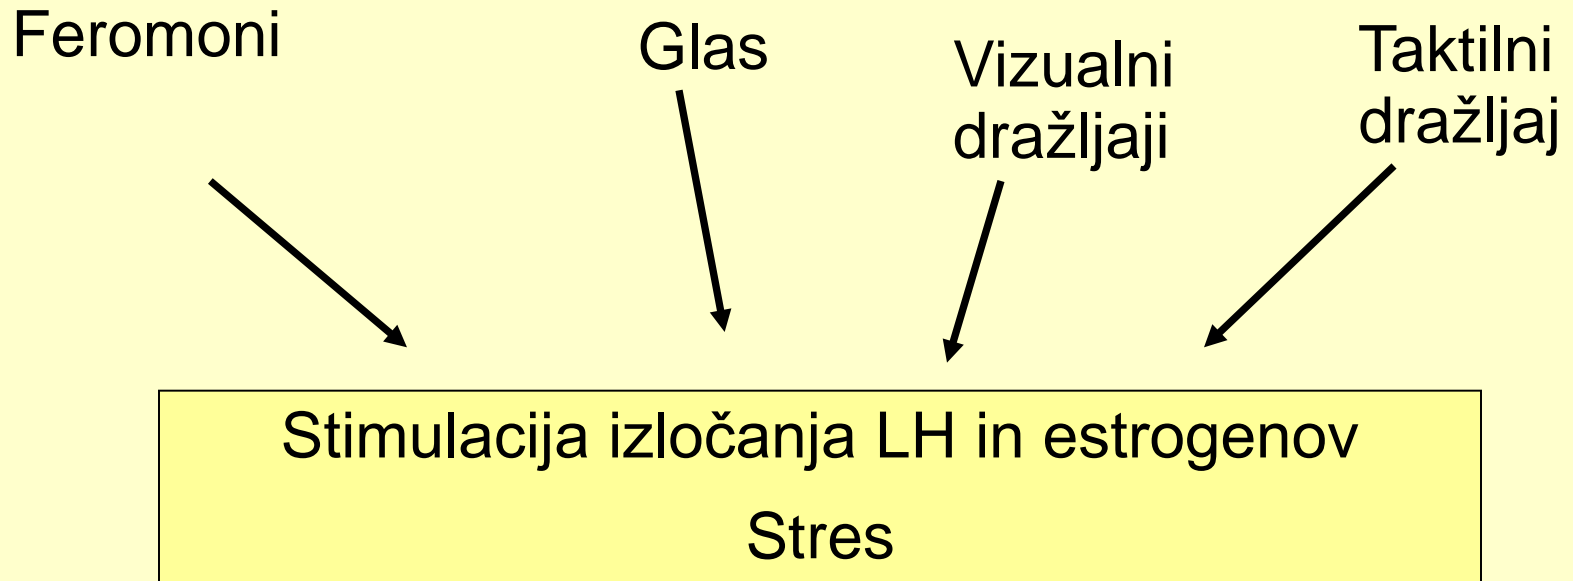 Feromoni
Glas
Vizualni
dražljaji
Taktilni
dražljaj
Stimulacija izločanja LH in estrogenov
Stres